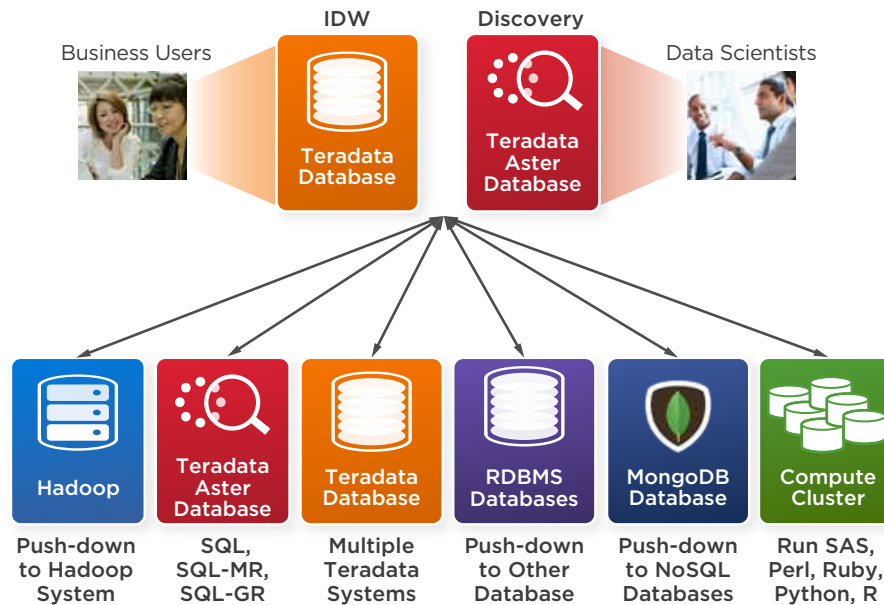 IDW
Discovery
Business Users
Data Scientists
Teradata
Database
Teradata
Aster
Database
Hadoop
Teradata
Aster
Database
Teradata
Database
RDBMS
Databases
MongoDB
Database
Compute
Cluster
Push-down
to Hadoop
System
SQL,
SQL-MR,
SQL-GR
Multiple
Teradata
Systems
Push-down
to Other
Database
Push-down
to NoSQL
Databases
Run SAS,
Perl, Ruby,
Python, R